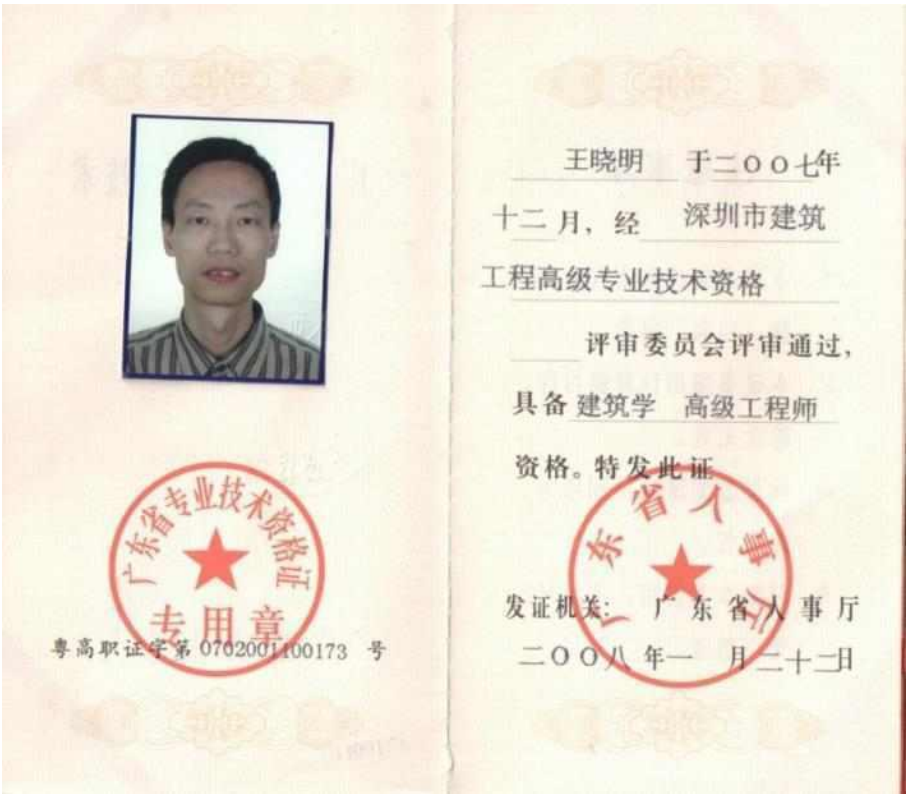 广东省专业技术资格证
专用章
粤高职证字第 0702001100173 号
王晓明 于二〇〇七年
十二月，经 深圳市建筑
工程高级专业技术资格
评审委员会评审通过，
具备 建筑学 高级工程师
资格。特发此证
广东省人事厅
发证机关： 广东省人事厅
二〇〇八年一月二十二日